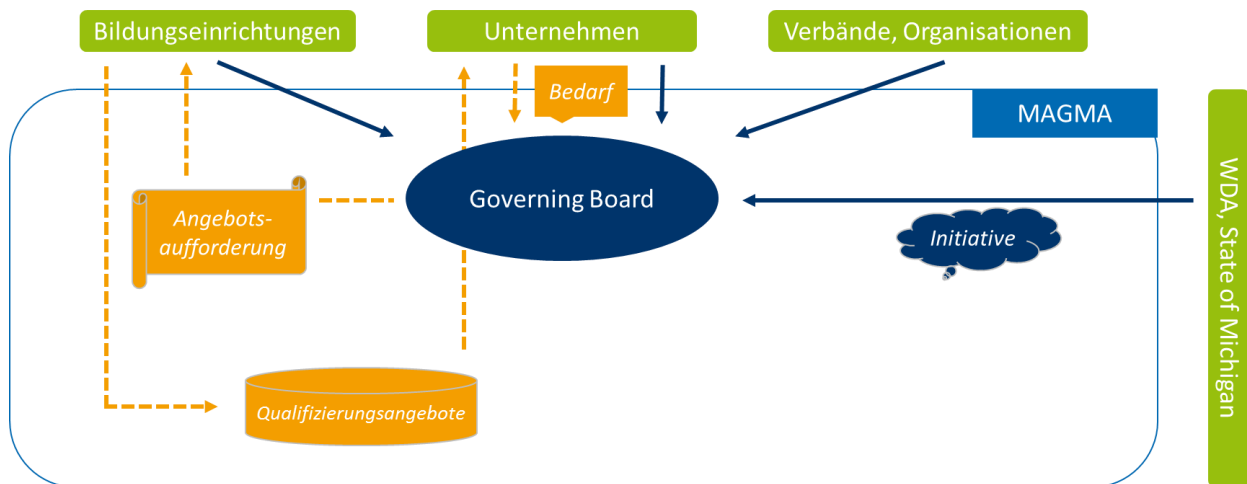 Bildungseinrichtungen
Unternehmen
Verbände, Organisationen
Bedarf
MAGMA
Governing Board
Angebots-
aufforderung
Initiative
WDA, State of Michigan
Qualifizierungsangebote